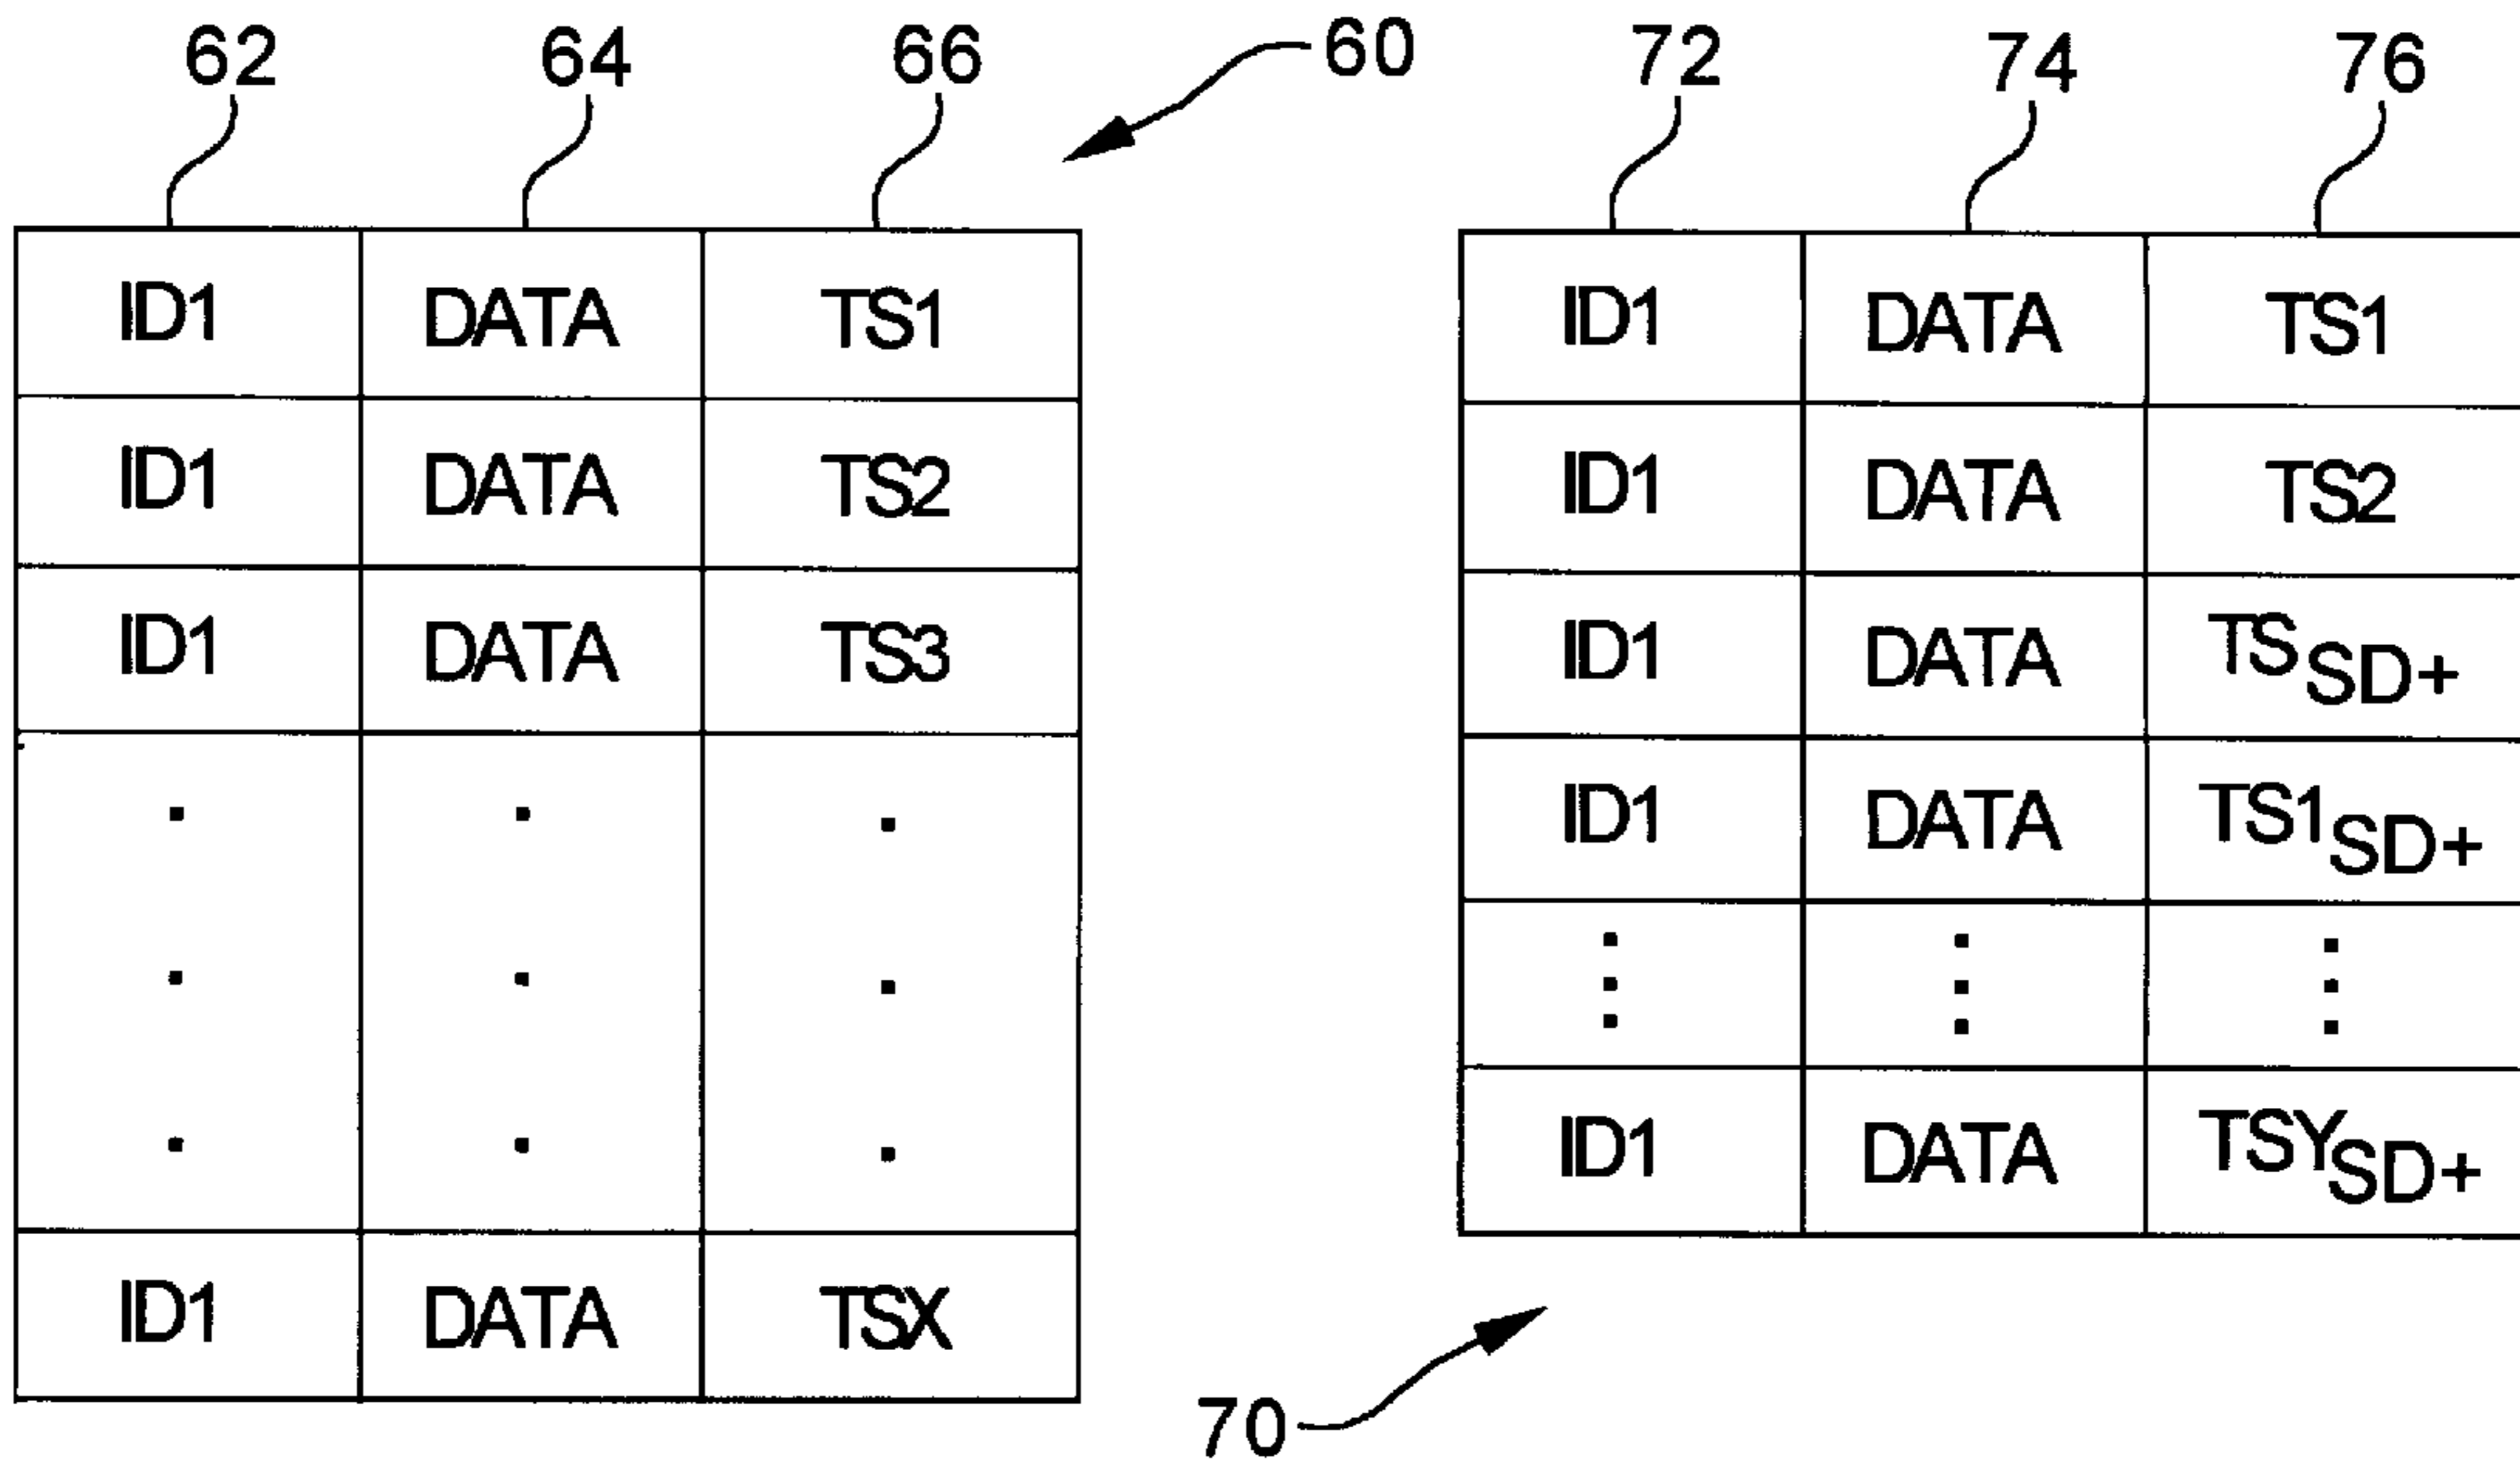 62 64 66 60 72 74 76
ID1 DATA TS1
ID1 DATA TS2
ID1 DATA TS3
ID1 DATA TSX
ID1 DATA TS1
ID1 DATA TS2
ID1 DATA TSSD+
ID1 DATA TS1SD+
ID1 DATA TSYSD+
70